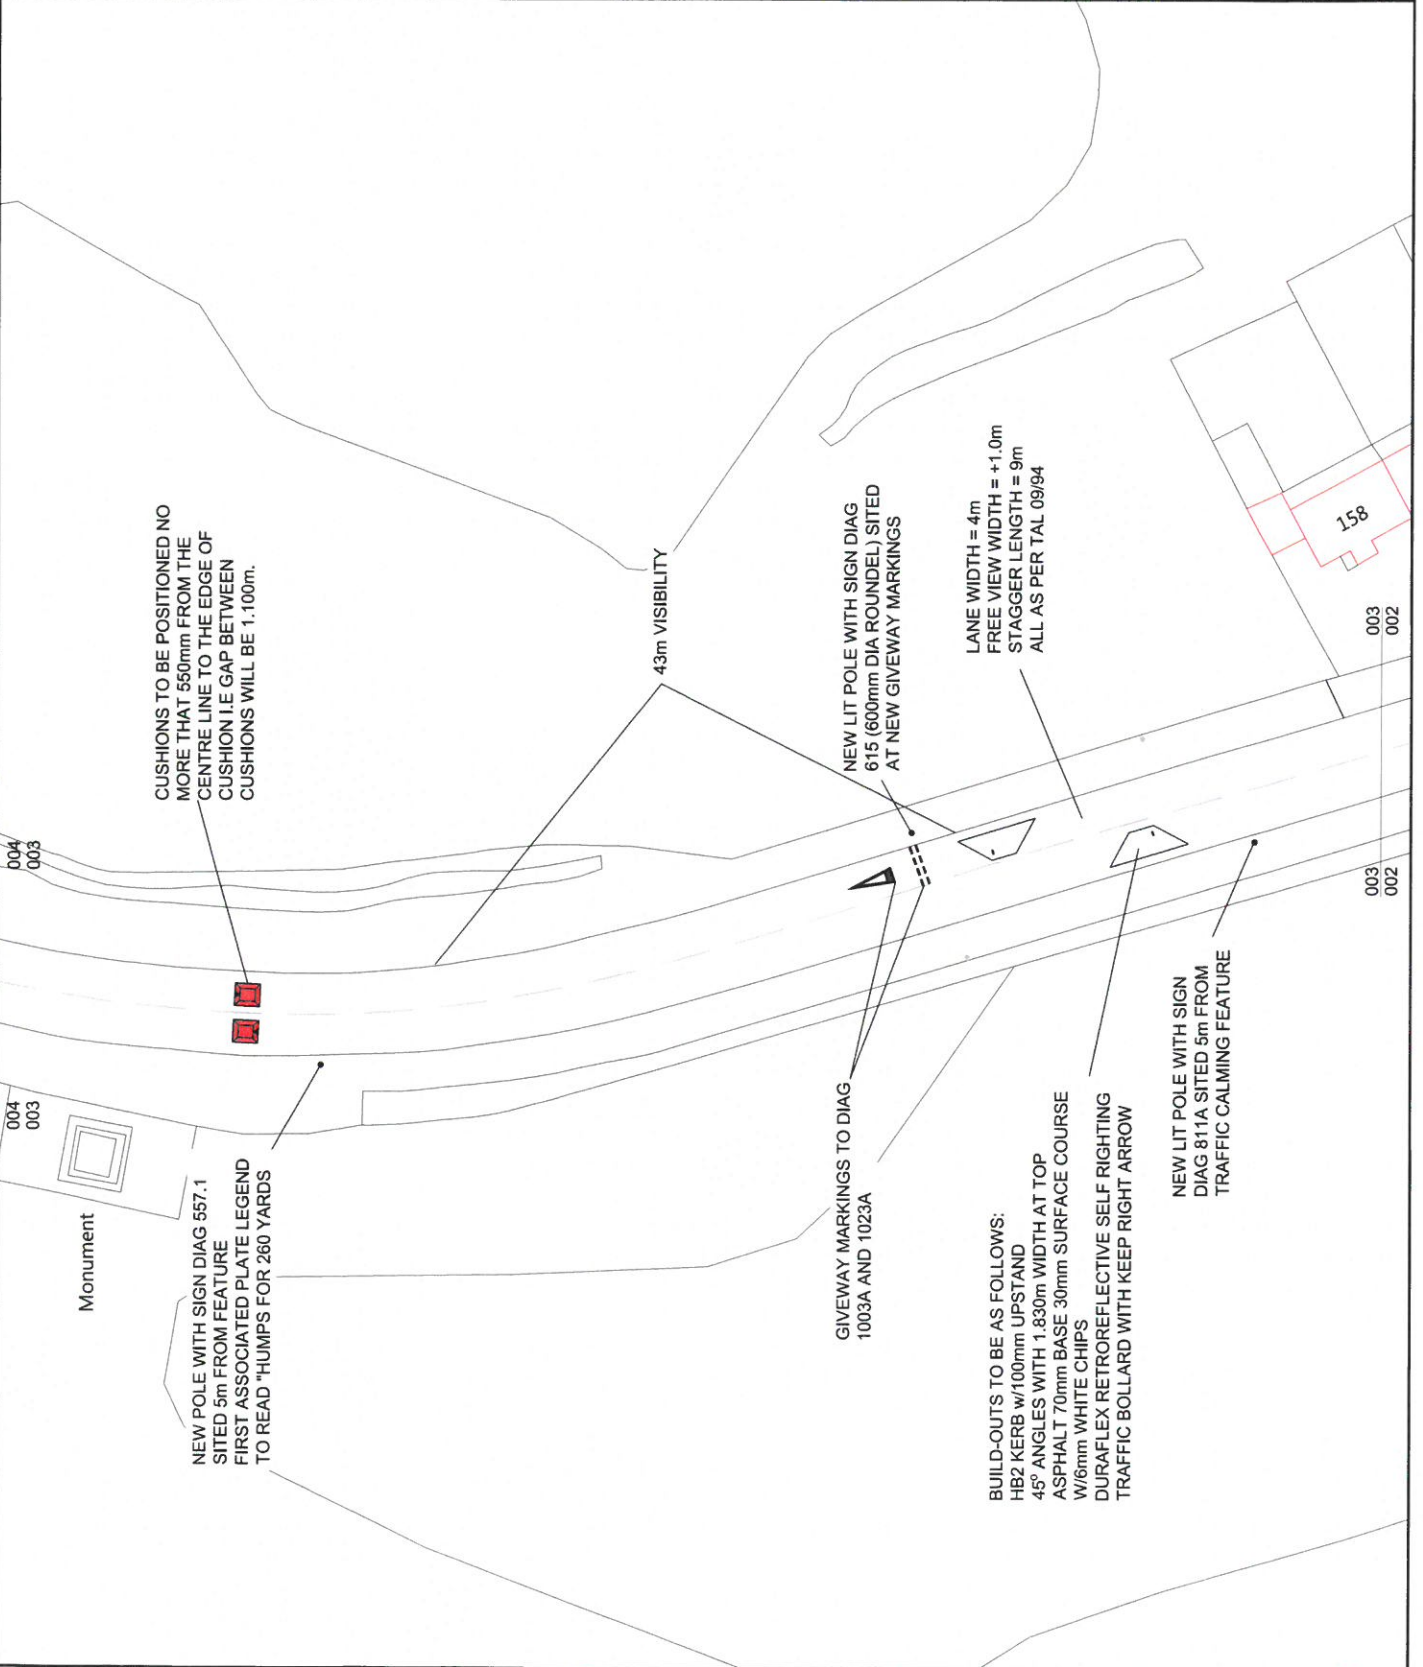 004
003
004
003
Monument
CUSHIONS TO BE POSITIONED NO
MORE THAT 550mm FROM THE
CENTRE LINE TO THE EDGE OF
CUSHION I.E GAP BETWEEN
CUSHIONS WILL BE 1.100m.
NEW POLE WITH SIGN DIAG 557.1
SITED 5m FROM FEATURE
FIRST ASSOCIATED PLATE LEGEND
TO READ "HUMPS FOR 260 YARDS
43m VISIBILITY
NEW LIT POLE WITH SIGN DIAG
615 (600mm DIA ROUNDEL) SITED
AT NEW GIVEWAY MARKINGS
GIVEWAY MARKINGS TO DIAG
1003A AND 1023A
LANE WIDTH = 4m
FREE VIEW WIDTH = +1.0m
STAGGER LENGTH = 9m
ALL AS PER TAL 09/94
BUILD-OUTS TO BE AS FOLLOWS:
HB2 KERB w/100mm UPSTAND
45° ANGLES WITH 1.830m WIDTH AT TOP
ASPHALT 70mm BASE 30mm SURFACE COURSE
W/6mm WHITE CHIPS
DURAFLEX RETROREFLECTIVE SELF RIGHTING
TRAFFIC BOLLARD WITH KEEP RIGHT ARROW
NEW LIT POLE WITH SIGN
DIAG 811A SITED 5m FROM
TRAFFIC CALMING FEATURE
158
003
002
003
002